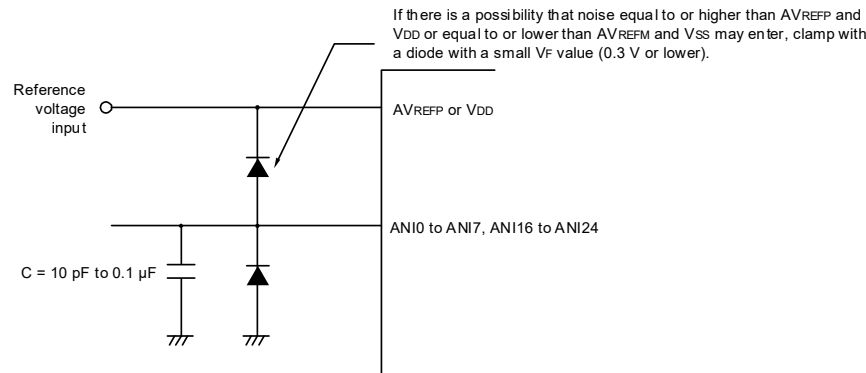 If there is a possibility that noise equal to or higher than AVREFP and
VDD or equal to or lower than AVREFM and VSS may enter, clamp with
a diode with a small VF value (0.3 V or lower).
Reference
voltage
input
AVREFP or VDD
ANI0 to ANI7, ANI16 to ANI24
C = 10 pF to 0.1 µF